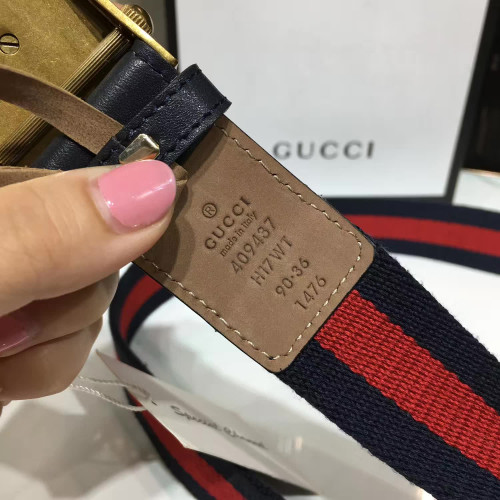 GUCCI
®
GUCCI
made in Italy
409437
H17WT
90·36
1476